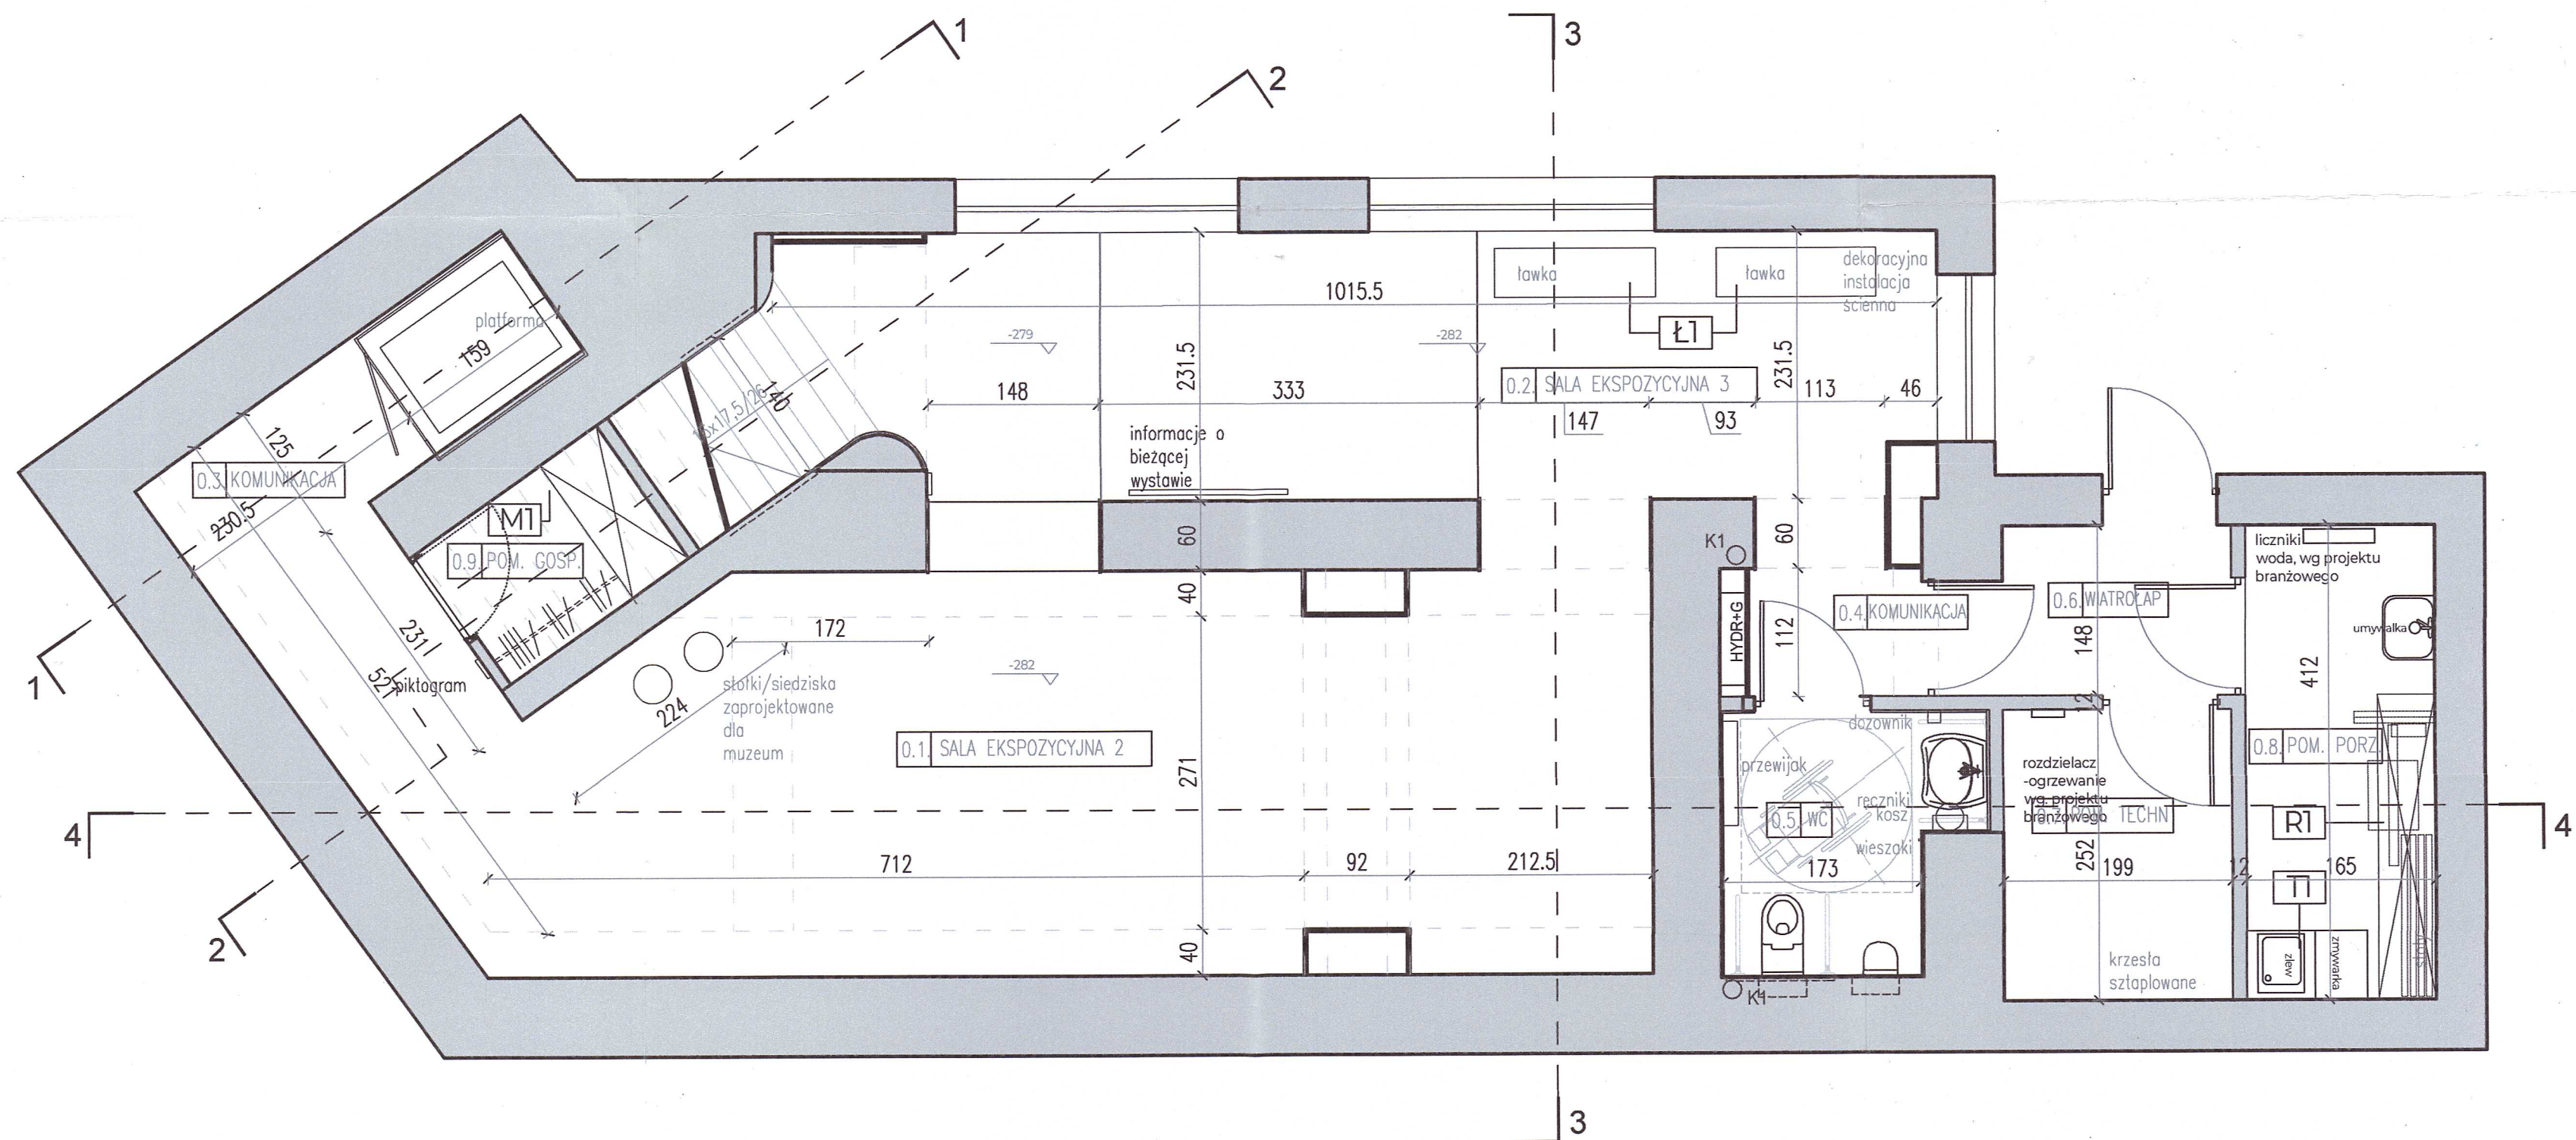 1
2
3
platforma
159
125
0.3. KOMUNIKACJA
230.5
M1
0.9. POM. GOSP.
231
521
piktogram
140
1015.5
-279
-282
148
231.5
333
ławka
ławka
Ł1
dekoracyjna
instalacja
ścienna
0.2. SALA EKSPOZYCYJNA 3
231.5
113
46
147
93
informacje o
bieżącej
wystawie
60
40
172
224
stołki/siedziska
zaprojektowane
dla
muzeum
-282
0.1. SALA EKSPOZYCYJNA 2
271
712
92
212.5
40
K1
60
HYDR+G
112
0.4. KOMUNIKACJA
0.6. WIATROŁAP
148
12
liczniki
woda, wg projektu
branżowego
umywalka
412
0.8. POM. PORZ.
dozownik
przewijak
ręczniki
kosz
0.5. WC
wieszaki
173
K1
rozdzielacz
-ogrzewanie
wg. projektu
branżowego
TECHN
252
199
12
165
R1
T1
krzesła
sztaplowane
zlew
zmywarka
1
4
4
2
3